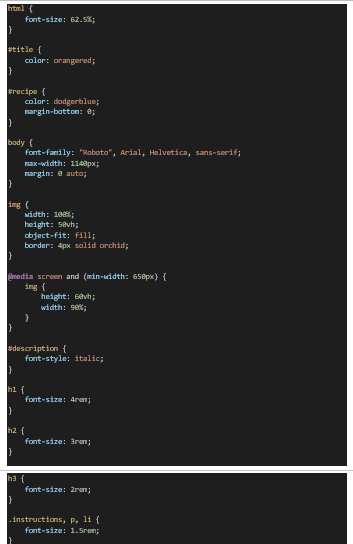 html {
    font-size: 62.5%;
}

#title {
    color: orangered;
}

#recipe {
    color: dodgerblue;
    margin-bottom: 0;
}

body {
    font-family: "Roboto", Arial, Helvetica, sans-serif;
    max-width: 1140px;
    margin: 0 auto;
}

img {
    width: 100%;
    height: 50vh;
    object-fit: fill;
    border: 4px solid orchid;
}

@media screen and (min-width: 650px) {
    img {
        height: 60vh;
        width: 90%;
    }
}

#description {
    font-style: italic;
}

h1 {
    font-size: 4rem;
}

h2 {
    font-size: 3rem;
}

h3 {
    font-size: 2rem;
}

.instructions, p, li {
    font-size: 1.5rem;
}